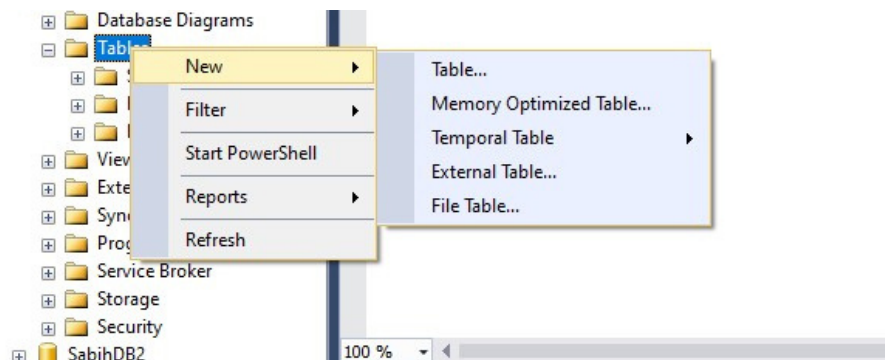 Database Diagrams
New
Table...
Memory Optimized Table...
Filter
Temporal Table
Start PowerShell
External Table...
Reports
File Table...
Refresh
Service Broker
Storage
Security
SabihDB2
100 %